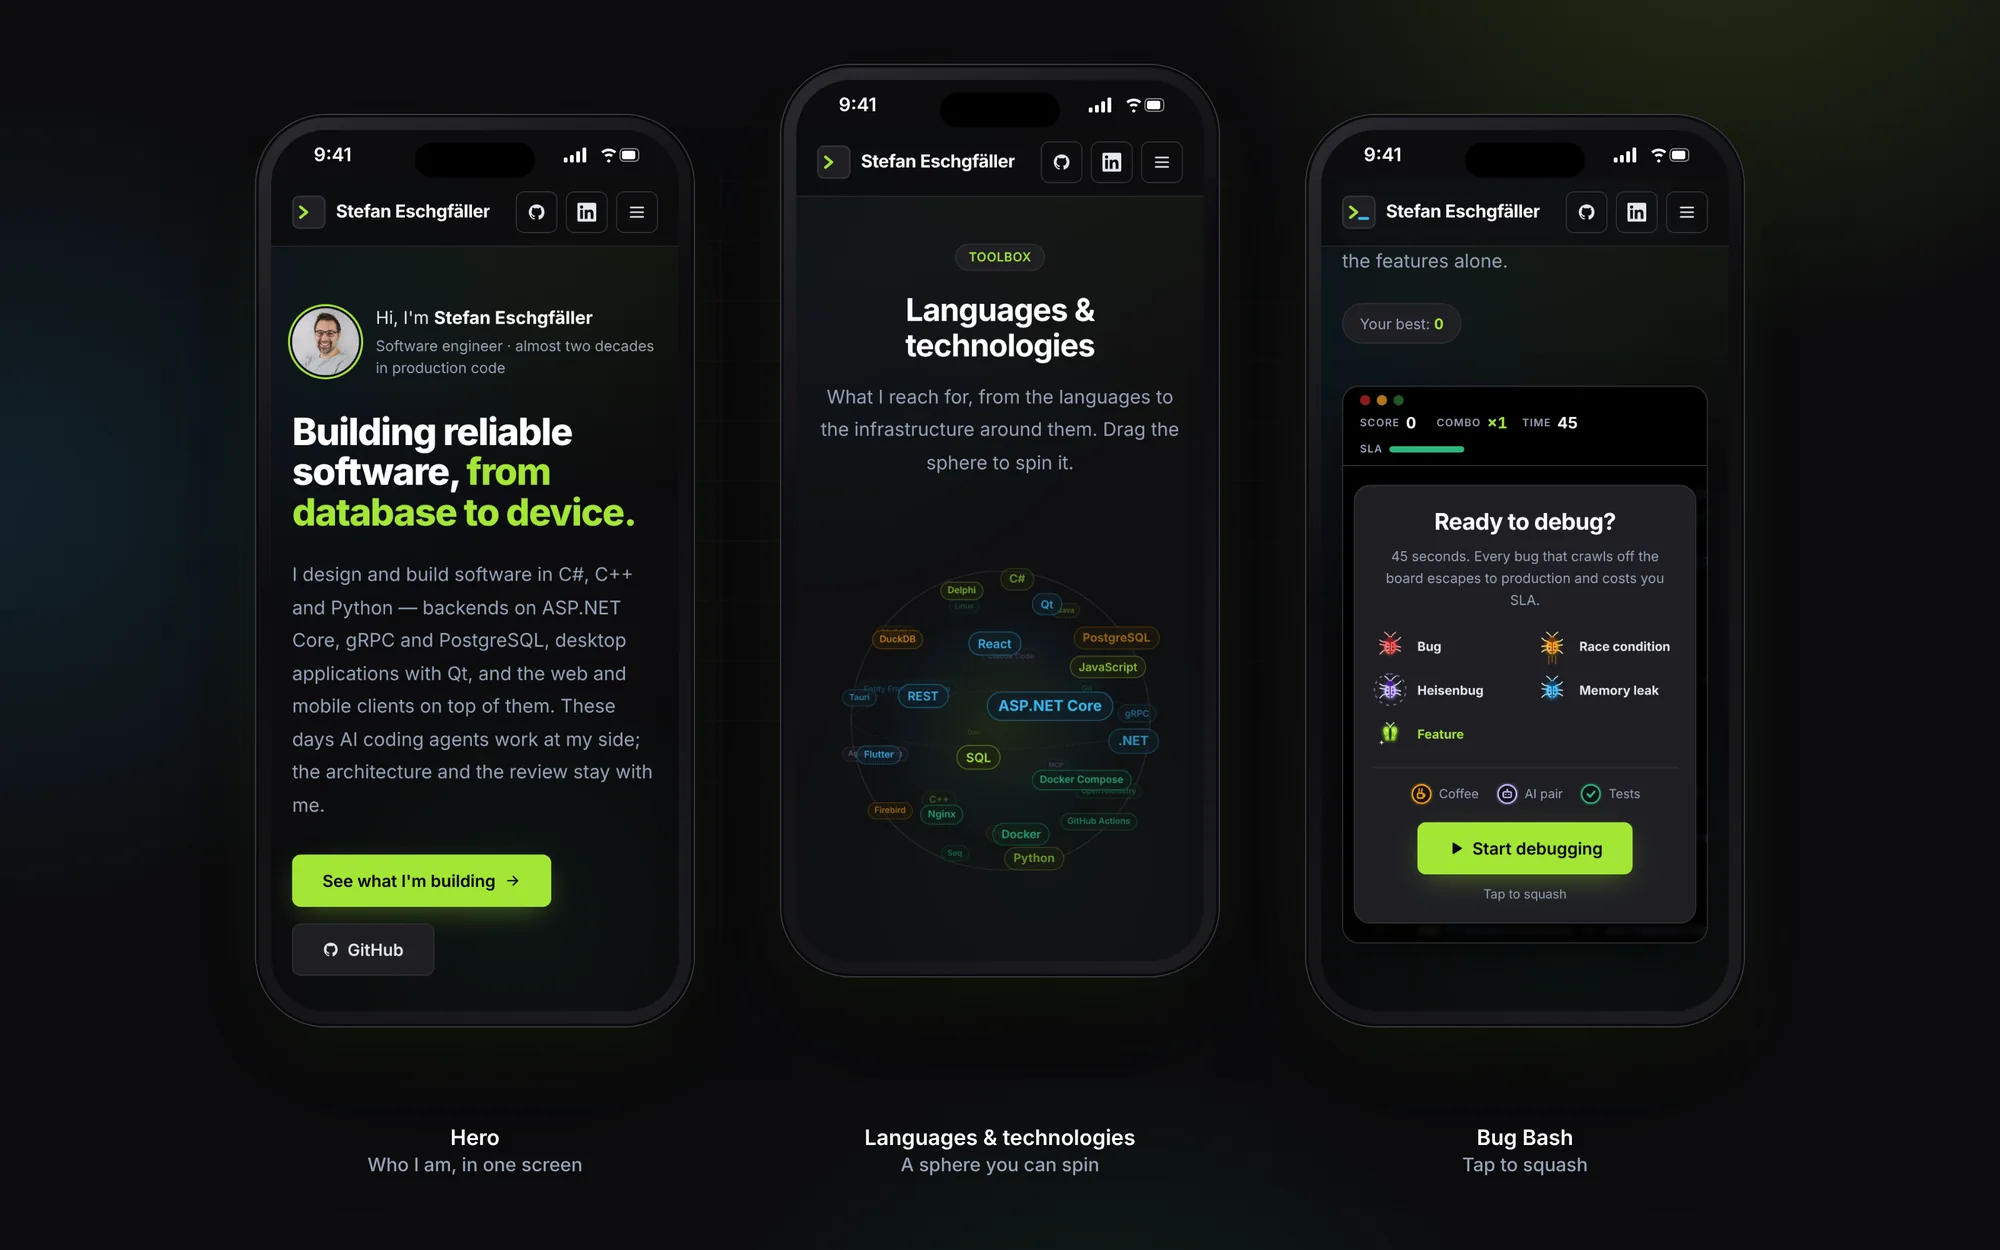 9:41
Stefan Eschgfäller
Hi, I'm Stefan Eschgfäller
Software engineer · almost two decades
in production code
Building reliable
software, from
database to device.
I design and build software in C#, C++
and Python — backends on ASP.NET
Core, gRPC and PostgreSQL, desktop
applications with Qt, and the web and
mobile clients on top of them. These
days AI coding agents work at my side;
the architecture and the review stay with
me.
See what I'm building →
GitHub
Hero
Who I am, in one screen
9:41
Stefan Eschgfäller
TOOLBOX
Languages &
technologies
What I reach for, from the languages to
the infrastructure around them. Drag the
sphere to spin it.
C#
Delphi
Linux
Qt
Java
DuckDB
React
PostgreSQL
Claude Code
JavaScript
Tauri
REST
Git
ASP.NET Core
gRPC
.NET
Flutter
SQL
MCP
Docker Compose
OpenTelemetry
C++
Firebird
Nginx
GitHub Actions
Docker
Seq
Python
Languages & technologies
A sphere you can spin
9:41
Stefan Eschgfäller
the features alone.
Your best: 0
SCORE 0 COMBO ×1 TIME 45
SLA
Ready to debug?
45 seconds. Every bug that crawls off the
board escapes to production and costs you
SLA.
Bug
Race condition
Heisenbug
Memory leak
Feature
Coffee AI pair Tests
Start debugging
Tap to squash
Bug Bash
Tap to squash